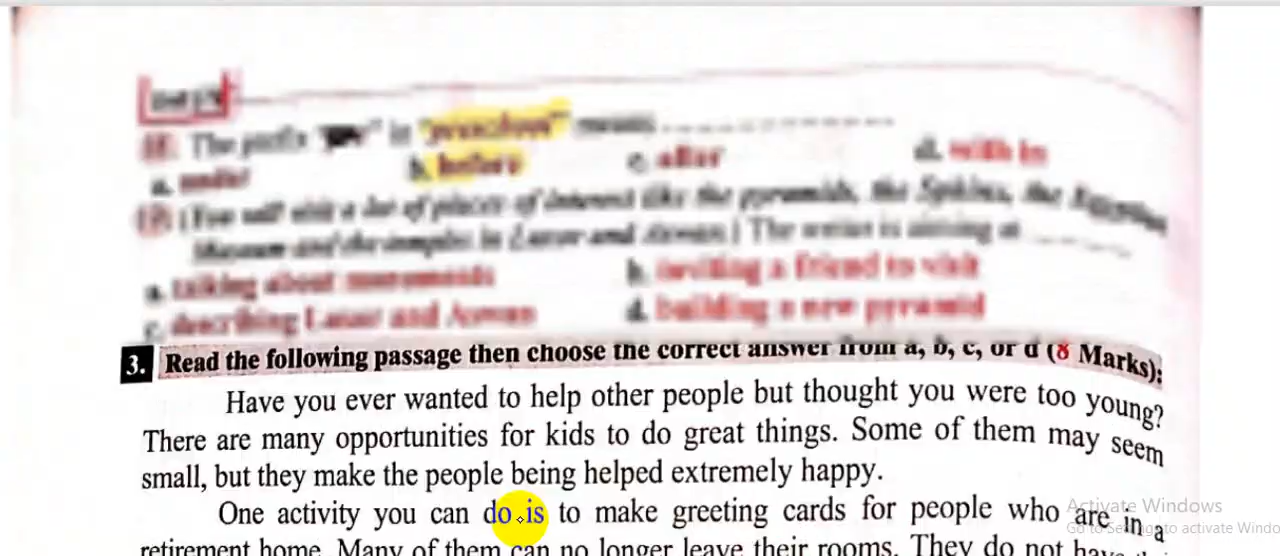 The prefix " " in " " means
b. before
c. after
d. with in
(You will visit a lot of places of interest like the pyramids, the Sphinx, the Egyptian
Museum and the temples in Luxor and Aswan.) The writer is aiming at
a. talking about monuments
b. inviting a friend to visit
c. describing Luxor and Aswan
d. building a new pyramid
3. Read the following passage then choose the correct answer from a, b, c, or d (8 Marks):
Have you ever wanted to help other people but thought you were too young?
There are many opportunities for kids to do great things. Some of them may seem
small, but they make the people being helped extremely happy.
One activity you can do is to make greeting cards for people who are in a
retirement home. Many of them can no longer leave their rooms. They do not have
Activate Windows
Go to to activate Windo